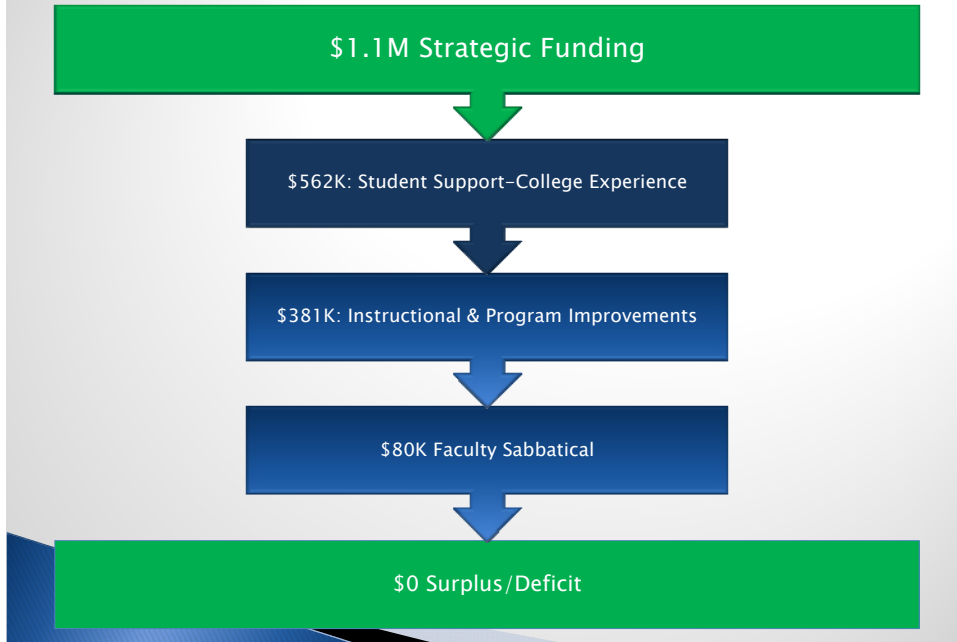 $1.1M Strategic Funding
$562K: Student Support–College Experience
$381K: Instructional & Program Improvements
$80K Faculty Sabbatical
$0 Surplus/Deficit